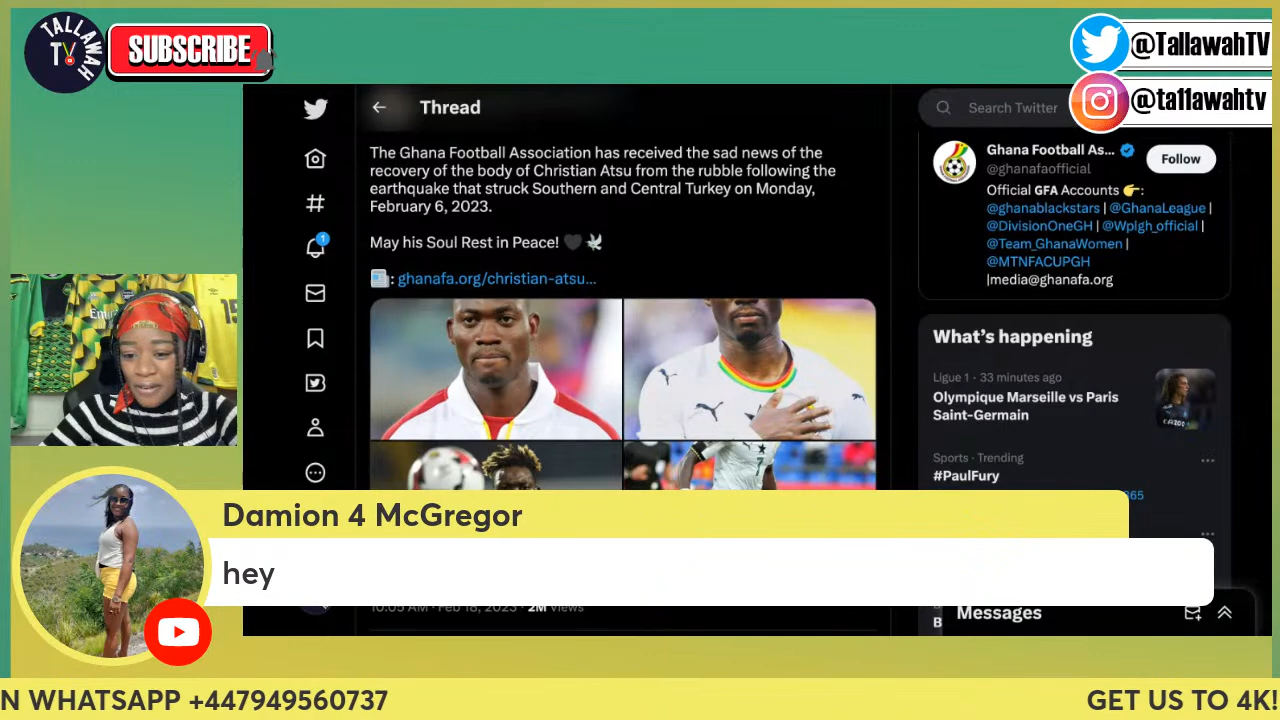 TALLAWAH
TV
SUBSCRIBE
@TallawahTV
@ta11awahtv
Thread
Search Twitter
The Ghana Football Association has received the sad news of the
recovery of the body of Christian Atsu from the rubble following the
earthquake that struck Southern and Central Turkey on Monday,
February 6, 2023.
May his Soul Rest in Peace! 🖤 🕊
📰: ghanafa.org/christian-atsu...
Ghana Football As...
Follow
@ghanafaofficial
Official GFA Accounts 👉:
@ghanablackstars | @GhanaLeague |
@DivisionOneGH | @Wplgh_official |
@Team_GhanaWomen |
@MTNFACUPGH
|media@ghanafa.org
What's happening
Ligue 1 · 33 minutes ago
Olympique Marseille vs Paris
Saint-Germain
Sports · Trending
#PaulFury
365
1
7
19
Damion 4 McGregor
hey
10:05 AM · Feb 18, 2023 · 2M Views
Messages
B
N WHATSAPP +447949560737
GET US TO 4K!